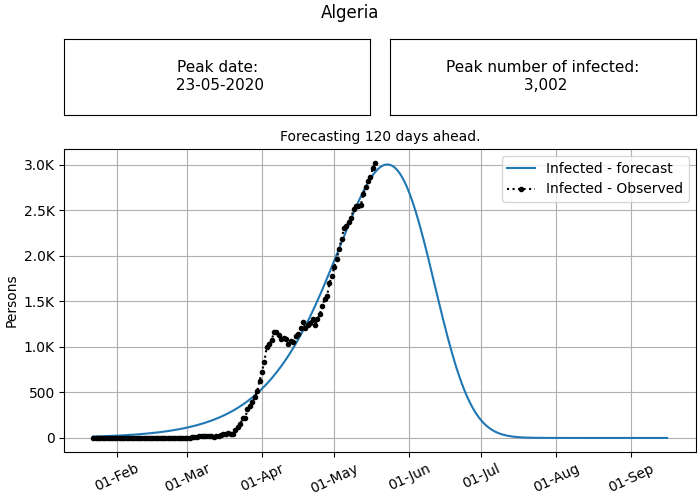 Algeria
Peak date:
23-05-2020
Peak number of infected:
3,002
Forecasting 120 days ahead.
3.0K
2.5K
2.0K
1.5K
1.0K
500
0
Persons
Infected - forecast
Infected - Observed
01-Feb
01-Mar
01-Apr
01-May
01-Jun
01-Jul
01-Aug
01-Sep